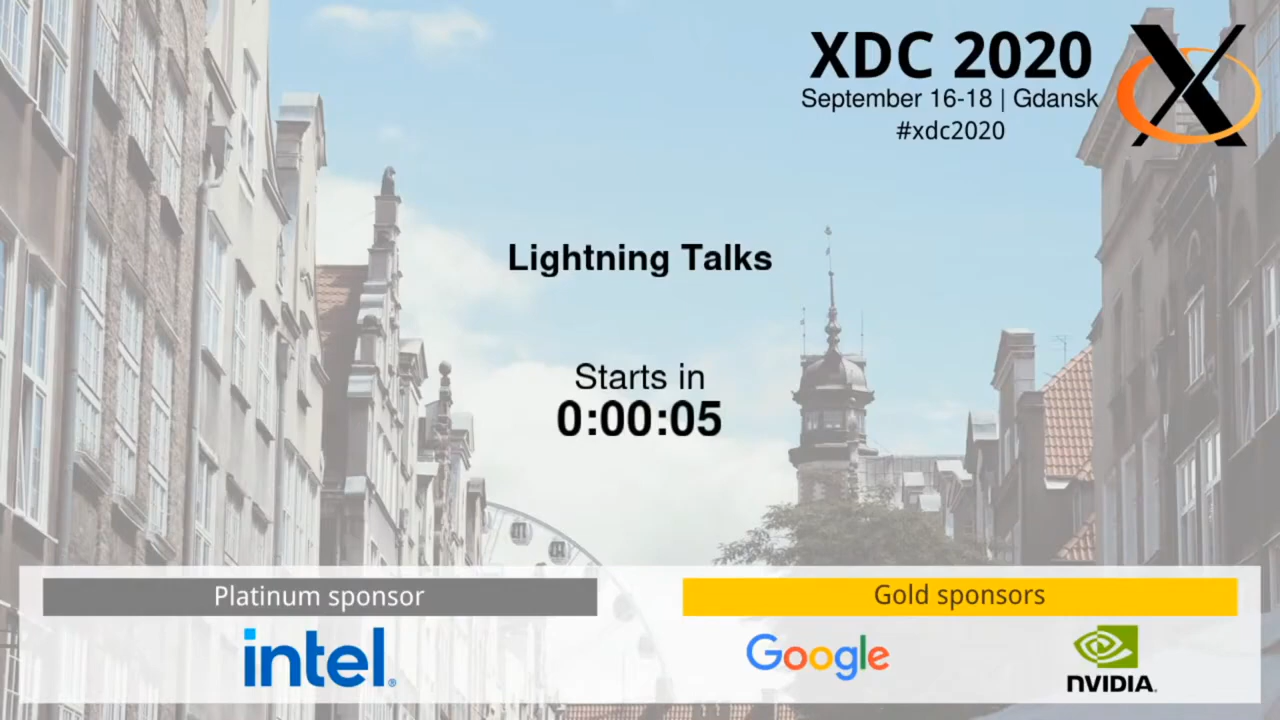 XDC 2020
September 16-18 | Gdansk
#xdc2020
Lightning Talks
Starts in
0:00:05
Platinum sponsor
Gold sponsors
intel®
Google
NVIDIA.